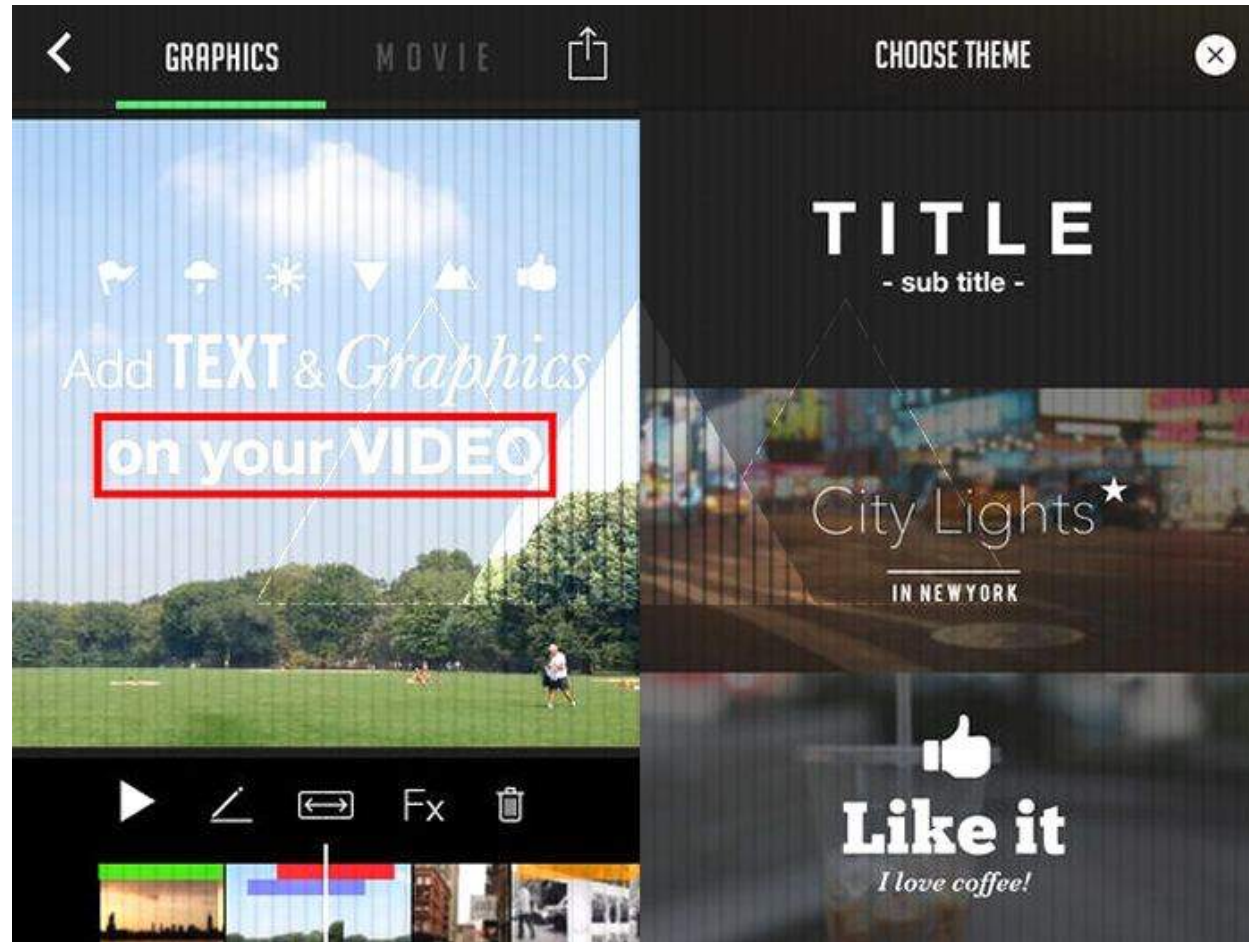 GRAPHICS
MOVIE
Add TEXT & Graphics
on your VIDEO
Fx
CHOOSE THEME
TITLE
- sub title -
City Lights
IN NEWYORK
Like it
I love coffee!